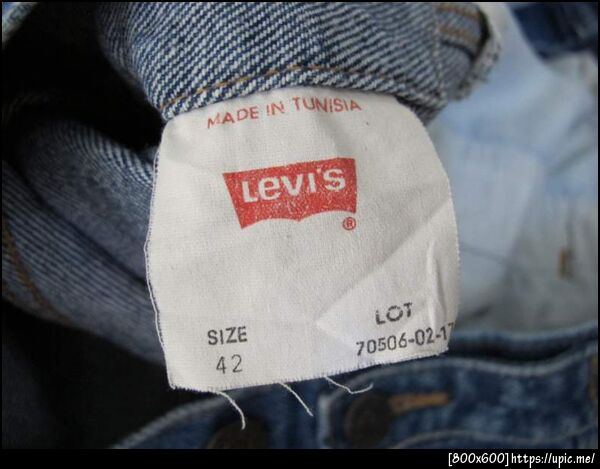 MADE IN TUNISIA
LEVI'S
®
SIZE
42
LOT
70506-02-17
[800x600]https://upic.me/